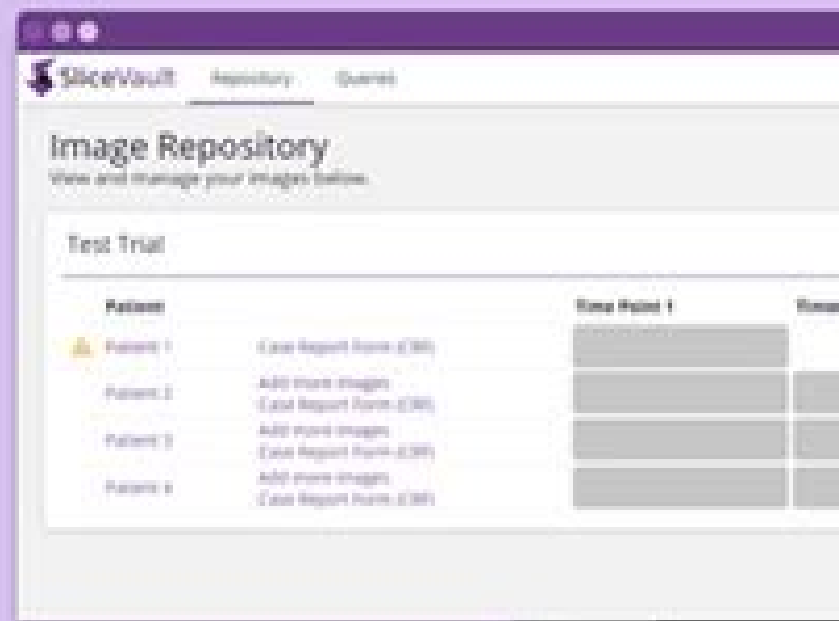 SliceVault Repository Queries
Image Repository
View and manage your images below.
Test Trial
Patient Time Point 1
Patient 1 Case Report Form (CRF)
Patient 2 Add more images
Case Report Form (CRF)
Patient 3 Add more images
Case Report Form (CRF)
Patient 4 Add more images
Case Report Form (CRF)